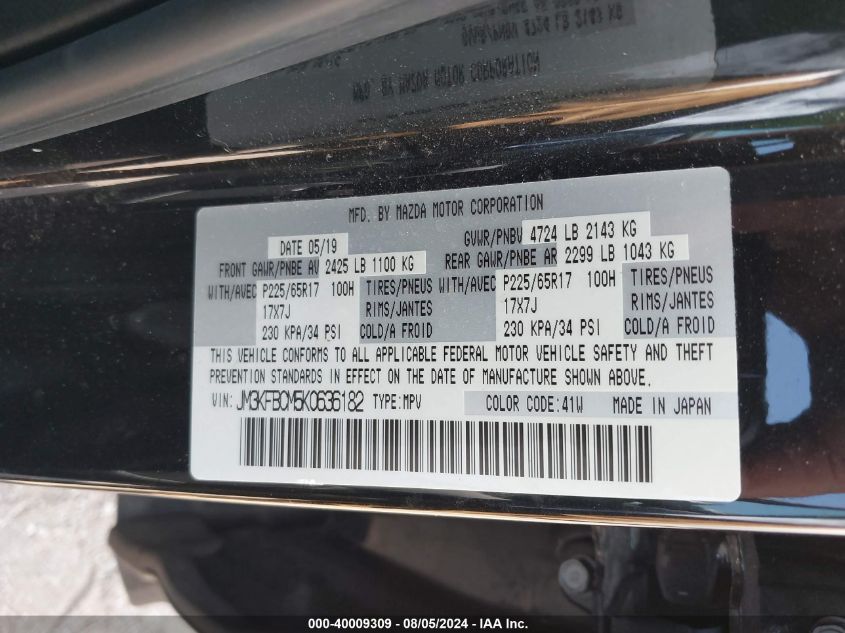 MFD. BY MAZDA MOTOR CORPORATION
DATE 05/19 GVWR/PNBV 4724 LB 2143 KG
FRONT GAWR/PNBE AV 2425 LB 1100 KG REAR GAWR/PNBE AR 2299 LB 1043 KG
WITH/AVEC P225/65R17 100H TIRES/PNEUS WITH/AVEC P225/65R17 100H TIRES/PNEUS
17X7J RIMS/JANTES 17X7J RIMS/JANTES
230 KPA/34 PSI COLD/A FROID 230 KPA/34 PSI COLD/A FROID
THIS VEHICLE CONFORMS TO ALL APPLICABLE FEDERAL MOTOR VEHICLE SAFETY AND THEFT
PREVENTION STANDARDS IN EFFECT ON THE DATE OF MANUFACTURE SHOWN ABOVE.
VIN: JM3KFBCM5K0636182 TYPE:MPV COLOR CODE:41W MADE IN JAPAN
000-40009309 - 08/05/2024 - IAA Inc.